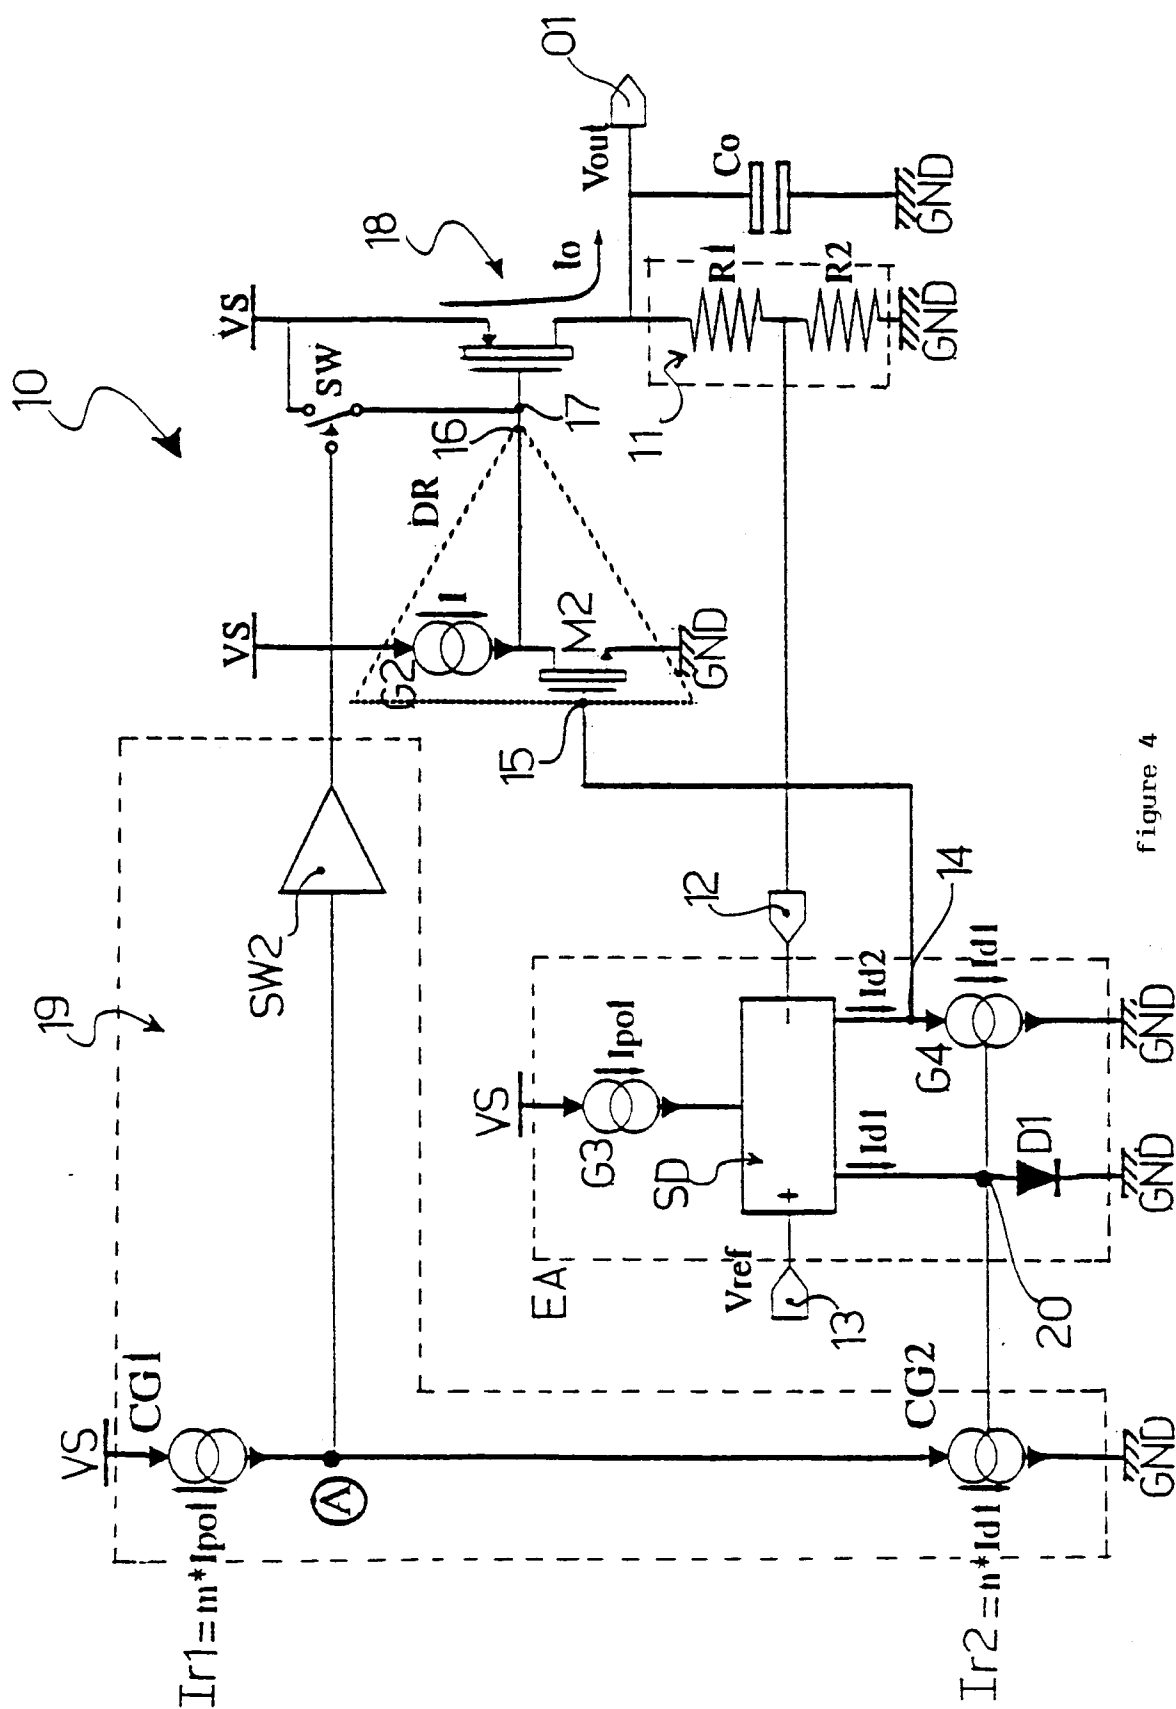 10
19
VS
CG1
Ir1=m*Ipol
A
SW2
VS
SW
VS
18
Io
Vout
01
G2
I
DR
16
17
M2
GND
15
11
R1
R2
GND
Co
GND
EA
VS
G3
Ipol
SD
+
-
Vref
13
12
Id1
Id2
14
G4
Id1
D1
20
GND
GND
CG2
Ir2=n*Id1
GND
figure 4